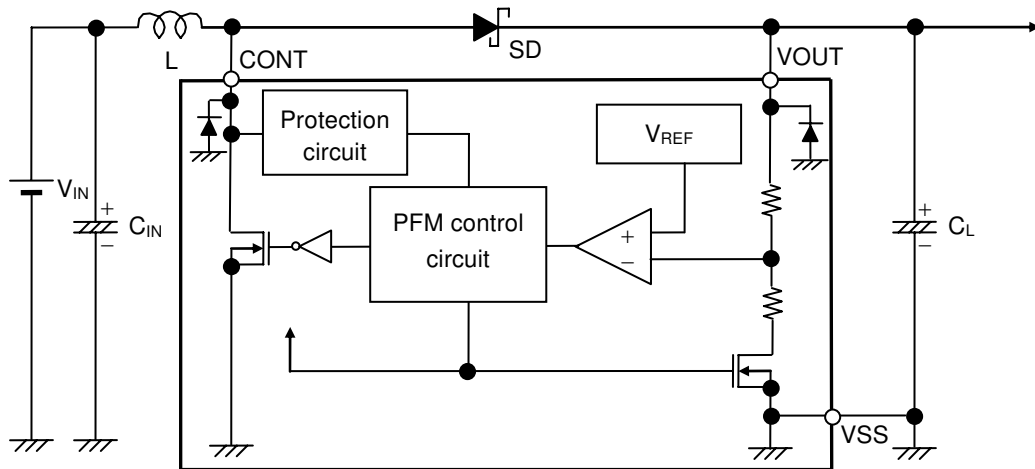 L
CONT
SD
VOUT
Protection
circuit
VREF
VIN
+
CIN
−
PFM control
circuit
+
−
+
CL
−
VSS